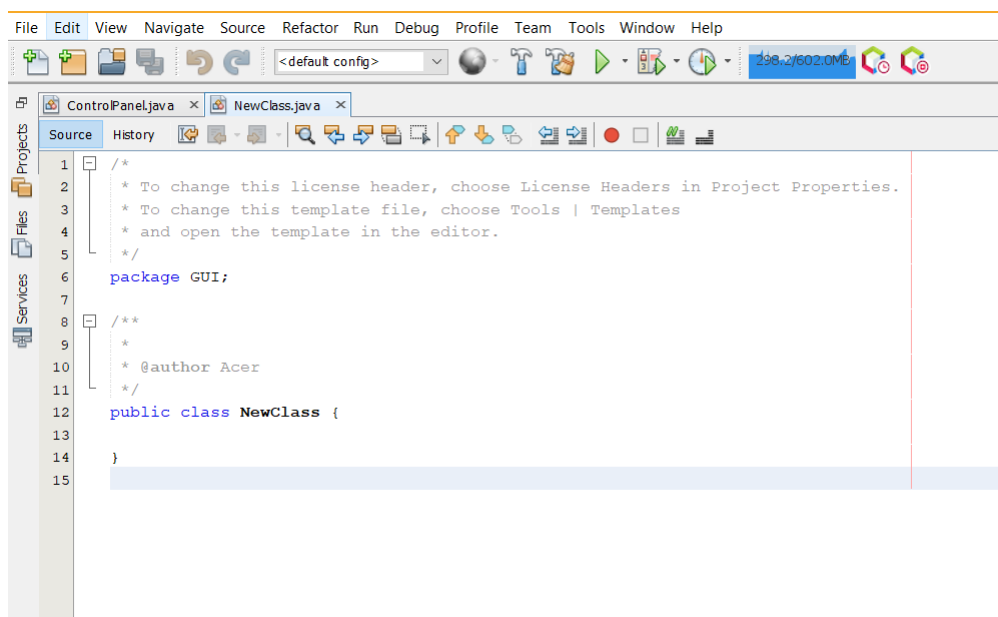 File Edit View Navigate Source Refactor Run Debug Profile Team Tools Window Help
<default config>
298.2/602.0MB
ControlPanel.java × NewClass.java ×
Source History
Projects
Files
Services
1 /*
2  * To change this license header, choose License Headers in Project Properties.
3  * To change this template file, choose Tools | Templates
4  * and open the template in the editor.
5  */
6 package GUI;
7
8 /**
9  *
10  * @author Acer
11  */
12 public class NewClass {
13
14 }
15